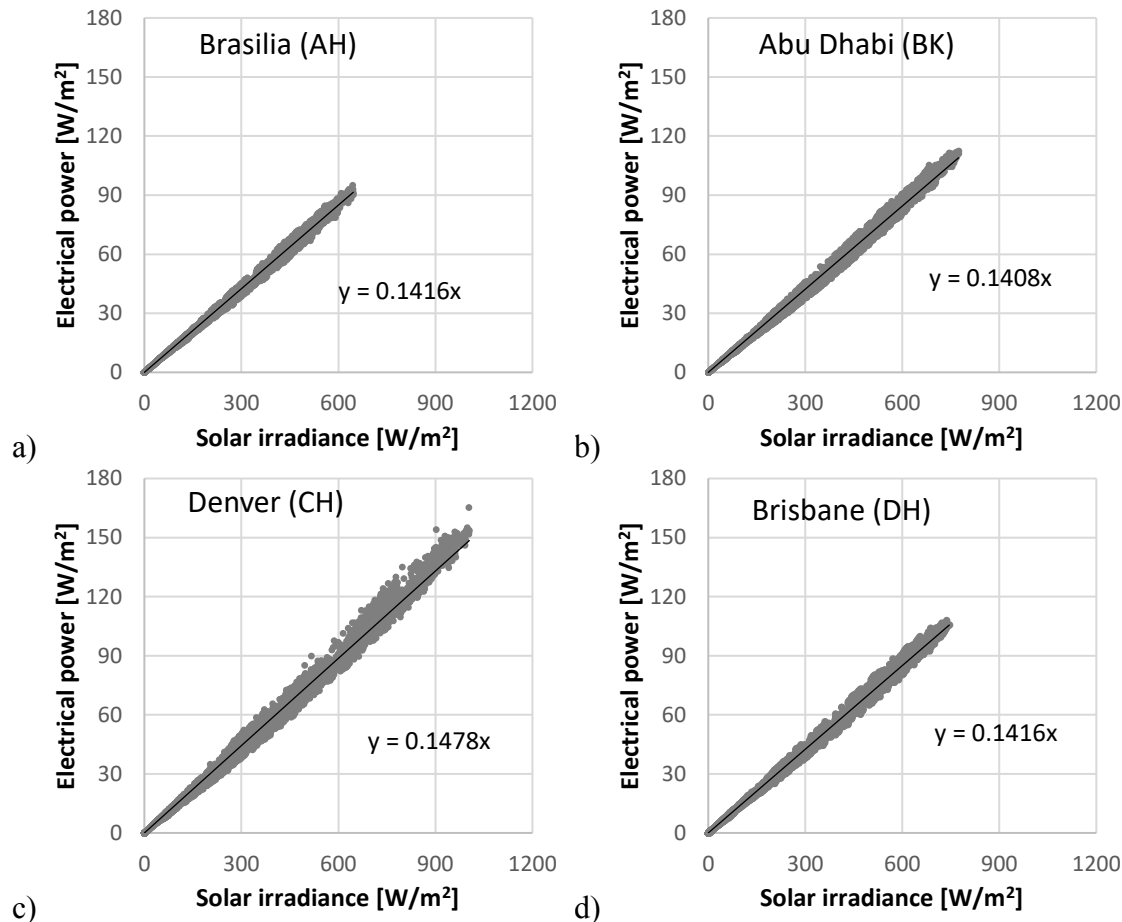 Brasilia (AH)
Electrical power [W/m²]
180
150
120
90
60
30
0
y = 0.1416x
0 300 600 900 1200
Solar irradiance [W/m²]
a)
Abu Dhabi (BK)
Electrical power [W/m²]
180
150
120
90
60
30
0
y = 0.1408x
0 300 600 900 1200
Solar irradiance [W/m²]
b)
Denver (CH)
Electrical power [W/m²]
180
150
120
90
60
30
0
y = 0.1478x
0 300 600 900 1200
Solar irradiance [W/m²]
c)
Brisbane (DH)
Electrical power [W/m²]
180
150
120
90
60
30
0
y = 0.1416x
0 300 600 900 1200
Solar irradiance [W/m²]
d)